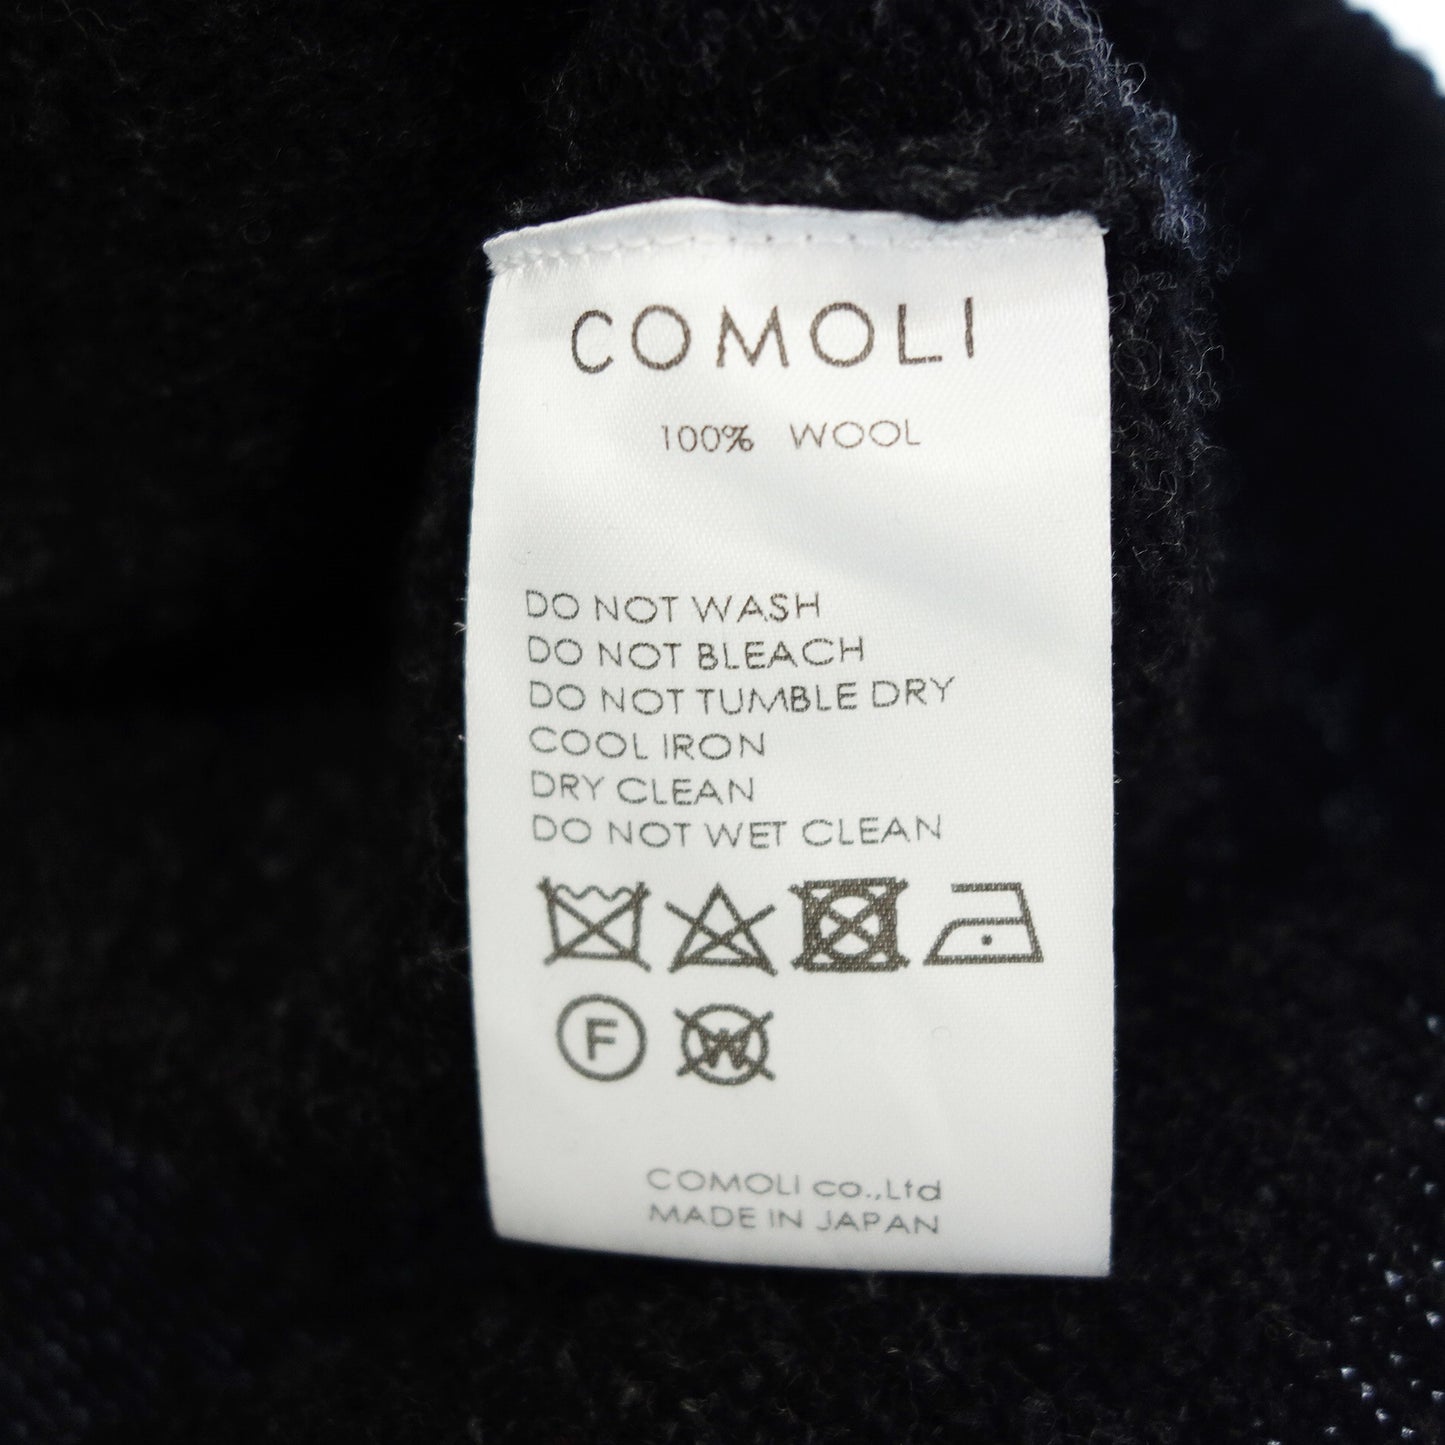 COMOLI
100% WOOL
DO NOT WASH
DO NOT BLEACH
DO NOT TUMBLE DRY
COOL IRON
DRY CLEAN
DO NOT WET CLEAN
F W
COMOLI co.,Ltd
MADE IN JAPAN